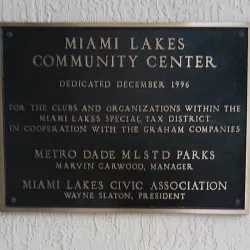 MIAMI LAKES
COMMUNITY CENTER
DEDICATED DECEMBER 1996
FOR THE CLUBS AND ORGANIZATIONS WITHIN THE
MIAMI LAKES SPECIAL TAX DISTRICT
IN COOPERATION WITH THE GRAHAM COMPANIES
METRO DADE MLSTD PARKS
MARVIN GARWOOD, MANAGER
MIAMI LAKES CIVIC ASSOCIATION
WAYNE SLATON, PRESIDENT